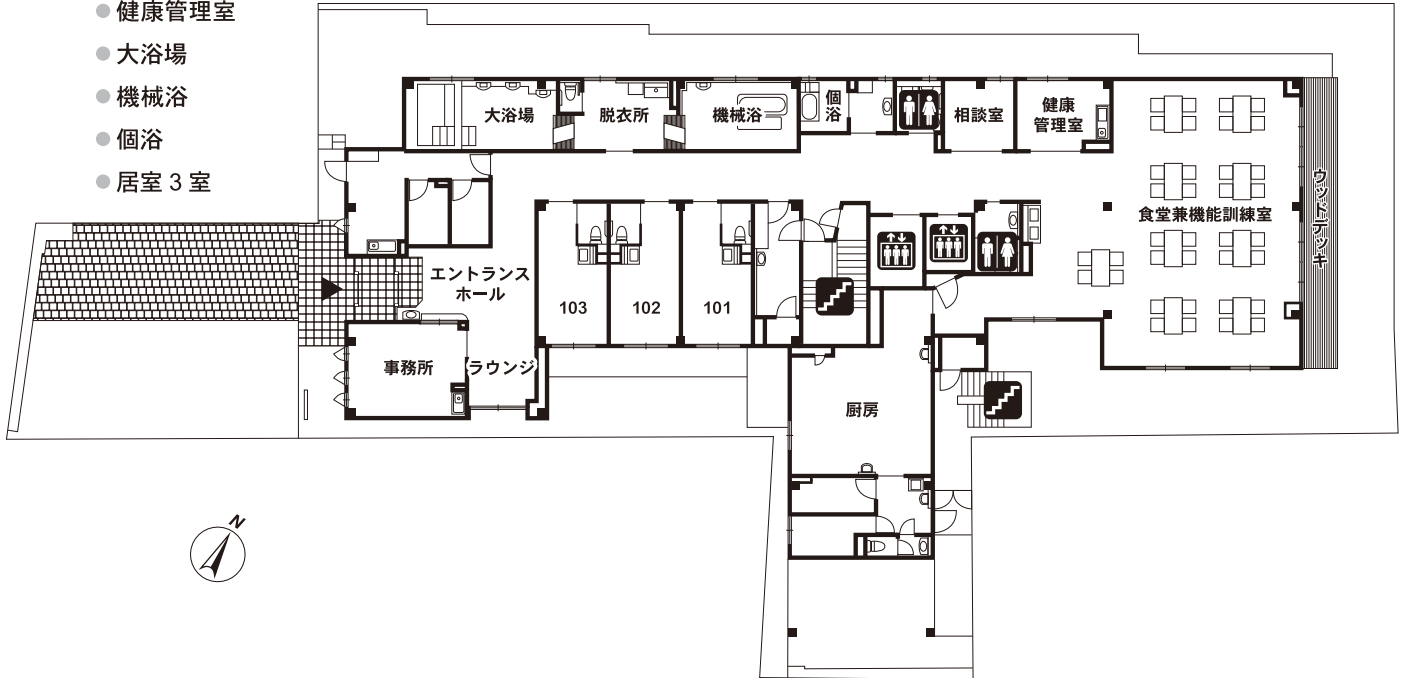 健康管理室
大浴場
機械浴
個浴
居室 3 室
大浴場
脱衣所
機械浴
個
浴
相談室
健康
管理室
食堂兼機能訓練室
ウッドデッキ
エントランス
ホール
103
102
101
事務所
ラウンジ
厨房
N